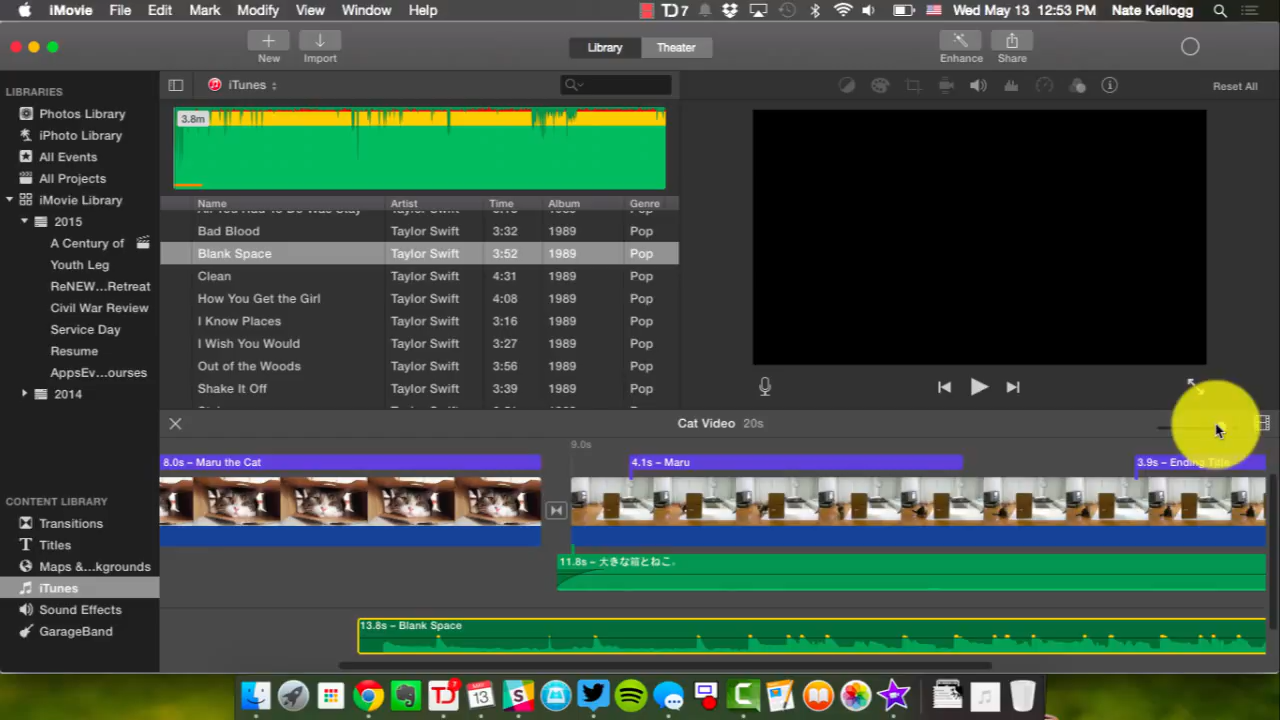 iMovie File Edit Mark Modify View Window Help 7 Wed May 13 12:53 PM Nate Kellogg
New Import Library Theater Enhance Share
LIBRARIES
Photos Library
iPhoto Library
All Events
All Projects
iMovie Library
2015
A Century of
Youth Leg
ReNEW...Retreat
Civil War Review
Service Day
Resume
AppsEv...ourses
2014
CONTENT LIBRARY
Transitions
T Titles
Maps &...kgrounds
iTunes
Sound Effects
GarageBand
iTunes
Reset All
3.8m
Name Artist Time Album Genre
All You Had To Do Was Stay Taylor Swift Pop
Bad Blood Taylor Swift 3:32 1989 Pop
Blank Space Taylor Swift 3:52 1989 Pop
Clean Taylor Swift 4:31 1989 Pop
How You Get the Girl Taylor Swift 4:08 1989 Pop
I Know Places Taylor Swift 3:16 1989 Pop
I Wish You Would Taylor Swift 3:27 1989 Pop
Out of the Woods Taylor Swift 3:56 1989 Pop
Shake It Off Taylor Swift 3:39 1989 Pop
Cat Video 20s
9.0s
8.0s – Maru the Cat
4.1s – Maru
3.9s – Ending Title
11.8s – 大きな箱とねこ。
13.8s – Blank Space
13